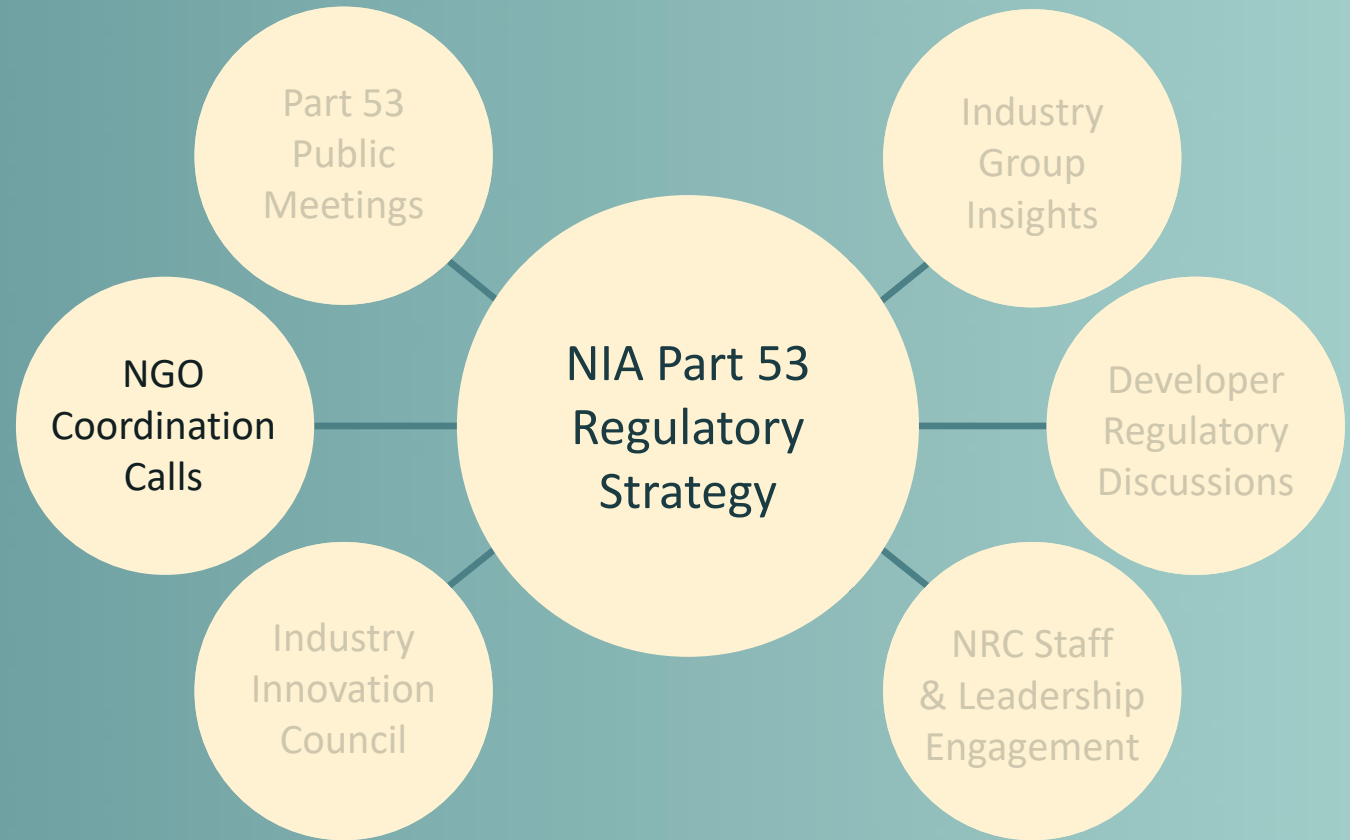 Part 53
Public
Meetings
Industry
Group
Insights
NGO
Coordination
Calls
NIA Part 53
Regulatory
Strategy
Developer
Regulatory
Discussions
Industry
Innovation
Council
NRC Staff
& Leadership
Engagement